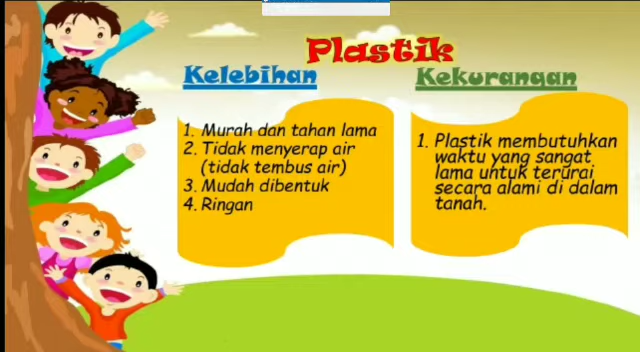 Plastik
Kelebihan
1. Murah dan tahan lama
2. Tidak menyerap air
(tidak tembus air)
3. Mudah dibentuk
4. Ringan
Kekurangan
1. Plastik membutuhkan
waktu yang sangat
lama untuk terurai
secara alami di dalam
tanah.